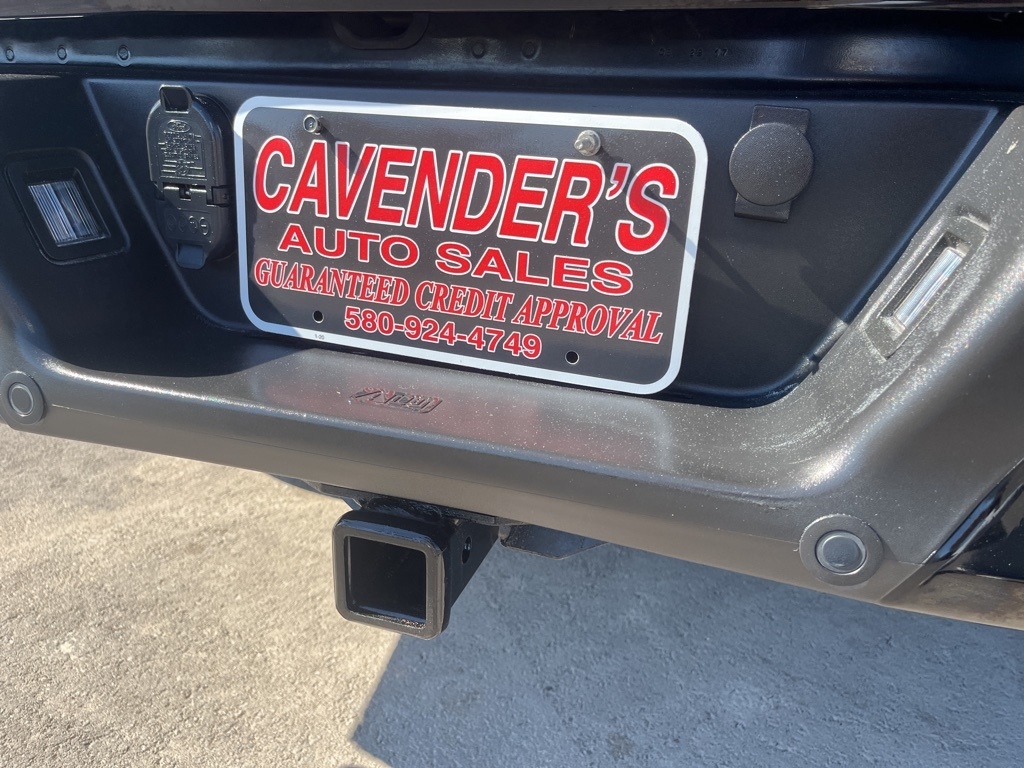 CAVENDER'S
AUTO SALES
GUARANTEED CREDIT APPROVAL
580-924-4749